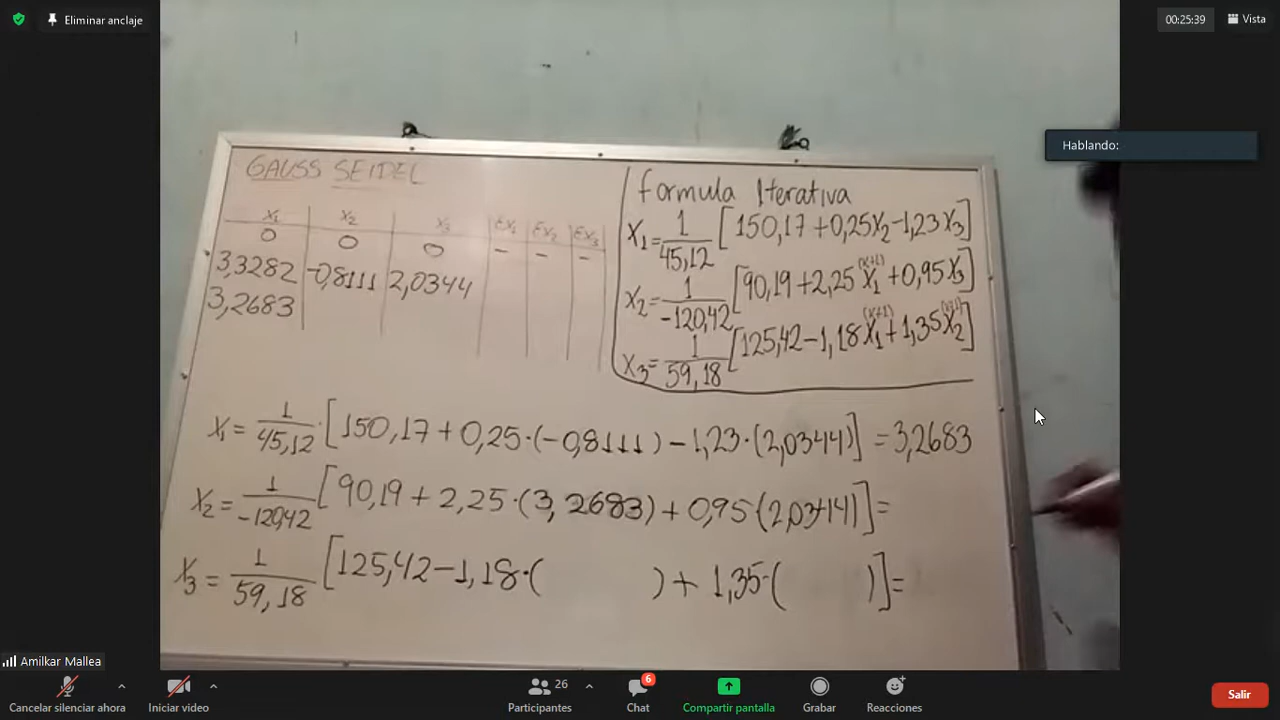 Eliminar anclaje
00:25:39
Vista
Hablando:
GAUSS SEIDEL
x₁ x₂ x₃ Ex₁ Ex₂ Ex₃
0 0 0 - - -
3,3282 -0,8111 2,0344
3,2683
formula Iterativa
X₁= 1/45,12 [150,17+0,25X₂-1,23X₃]
X₂= 1/-120,42 [90,19+2,25X₁^(k+1)+0,95X₃]
X₃= 1/59,18 [125,42-1,18X₁^(k+1)+1,35X₂^(k+1)]
X₁ = 1/45,12 · [150,17+0,25·(-0,8111)-1,23·(2,0344)] = 3,2683
X₂ = 1/-120,42 [90,19+2,25·(3,2683)+0,95(2,0344)]=
X₃ = 1/59,18 [125,42-1,18·( )+1,35·( )]=
Amilkar Mallea
Cancelar silenciar ahora
Iniciar video
26
Participantes
6
Chat
Compartir pantalla
Grabar
Reacciones
Salir